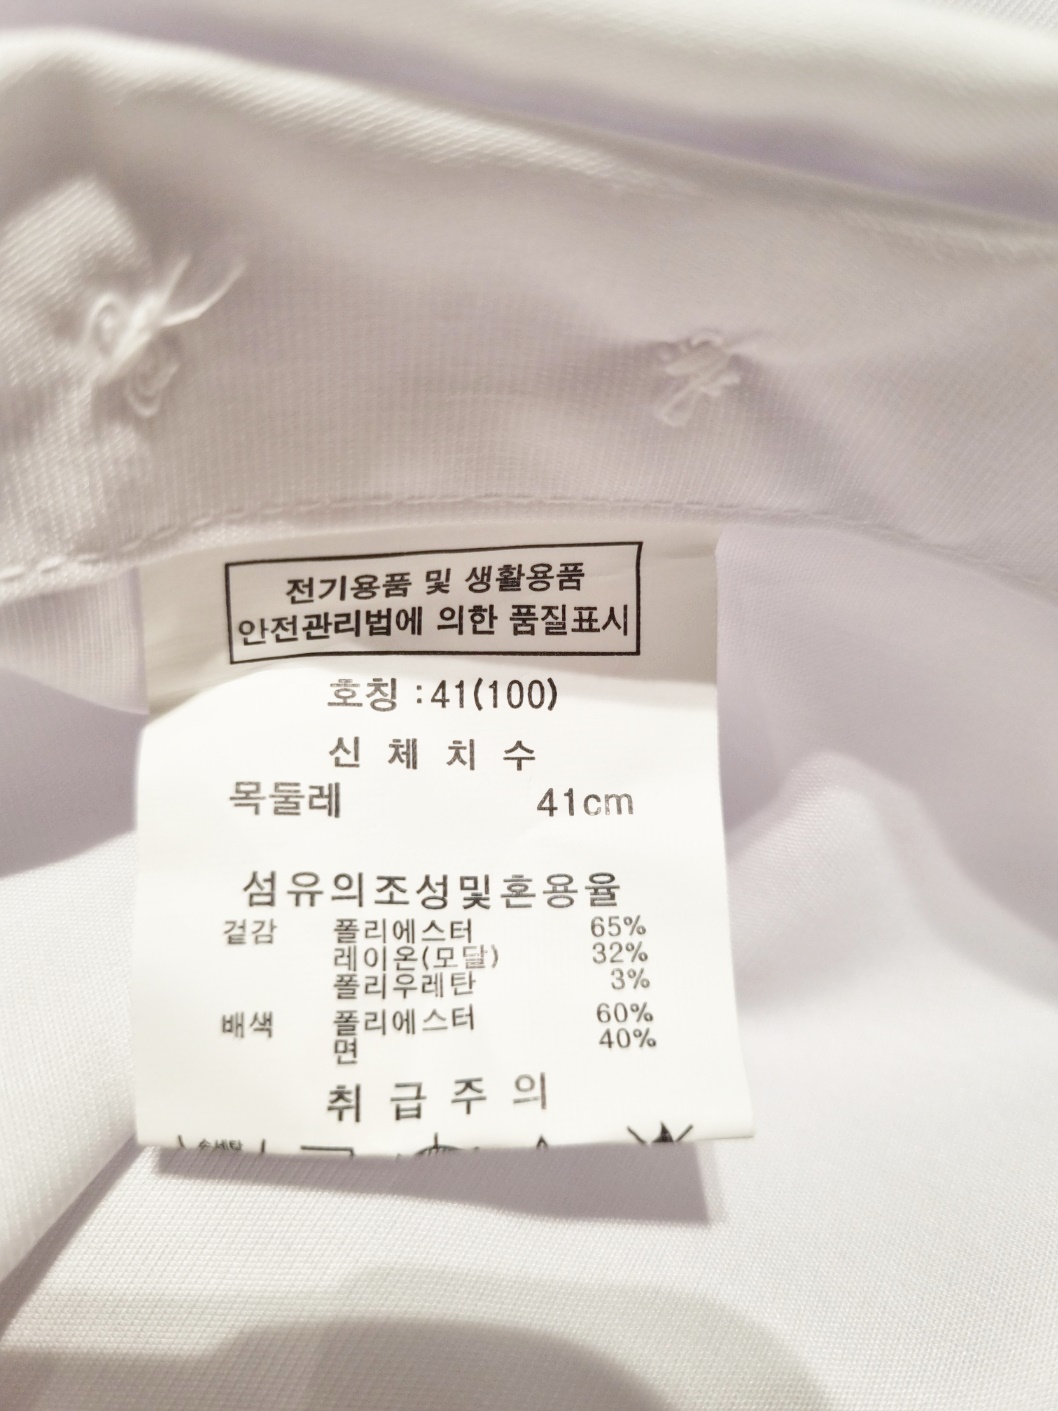 전기용품 및 생활용품
안전관리법에 의한 품질표시
호칭 :41(100)
신 체 치 수
목둘레 41cm
섬유의조성및혼용율
겉감 폴리에스터 65%
레이온(모달) 32%
폴리우레탄 3%
배색 폴리에스터 60%
면 40%
취 급 주 의
손세탁